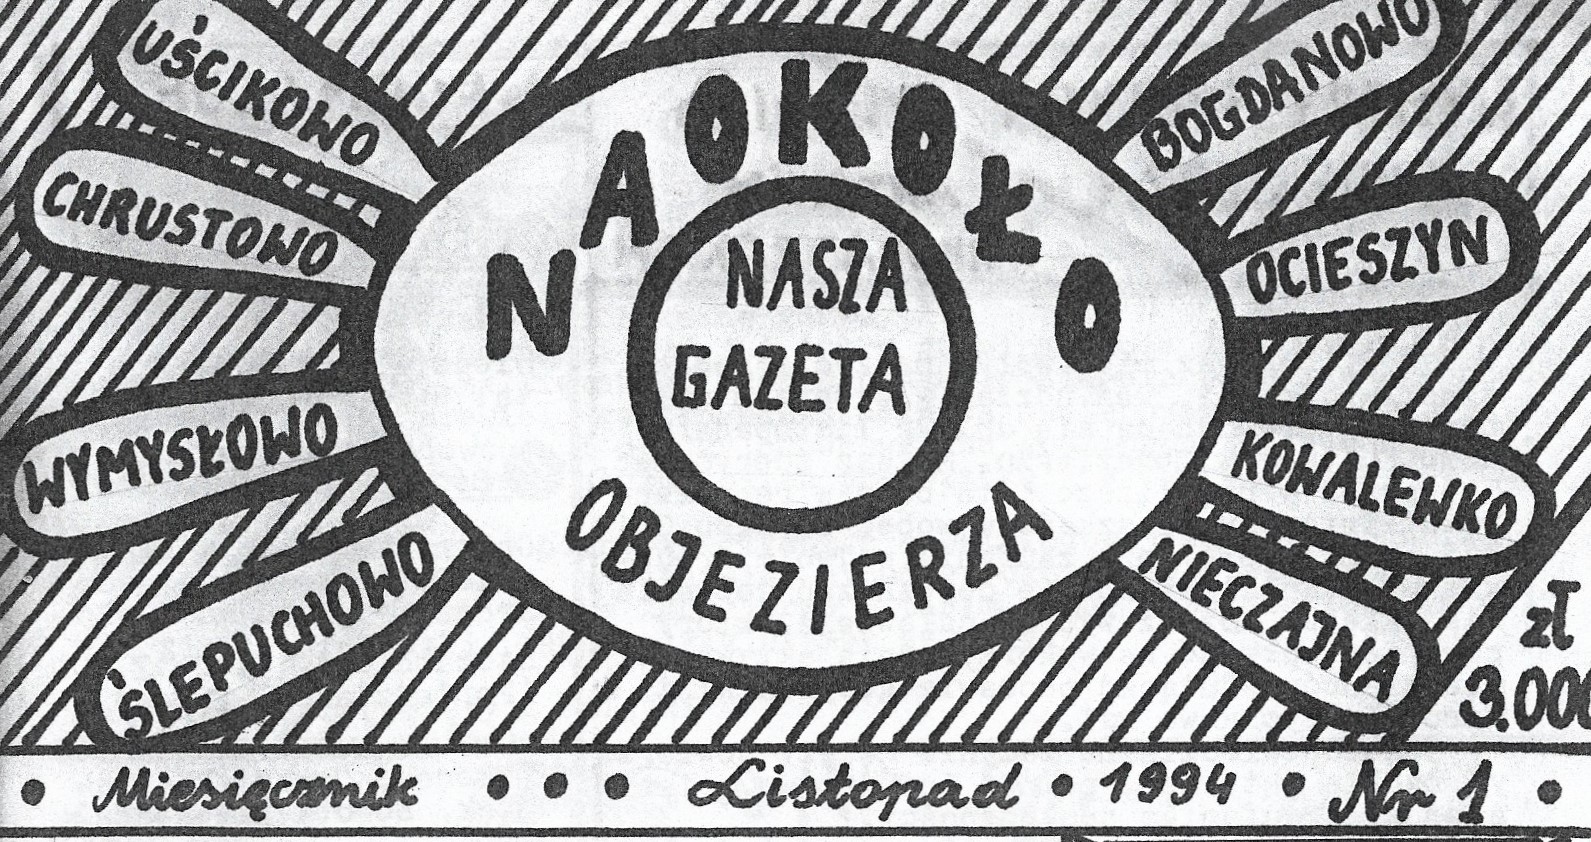 UŚCIKOWO
CHRUSTOWO
WYMYSŁOWO
ŚLEPUCHOWO
NAOKOŁO
NASZA
GAZETA
OBJEZIERZA
BOGDANOWO
OCIESZYN
KOWALEWKO
NIECZAJNA
zł
3.000
• Miesięcznik • • • Listopad • 1994 • Nr 1 •